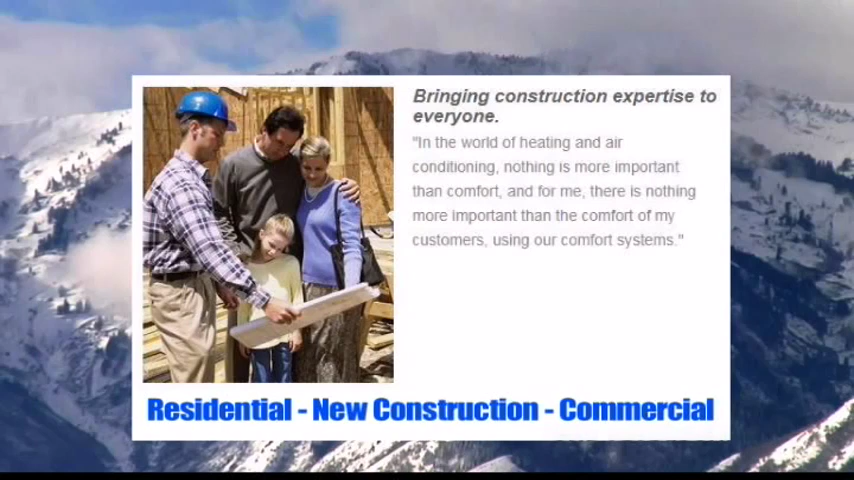 Bringing construction expertise to
everyone.
"In the world of heating and air
conditioning, nothing is more important
than comfort, and for me, there is nothing
more important than the comfort of my
customers, using our comfort systems."
Residential - New Construction - Commercial